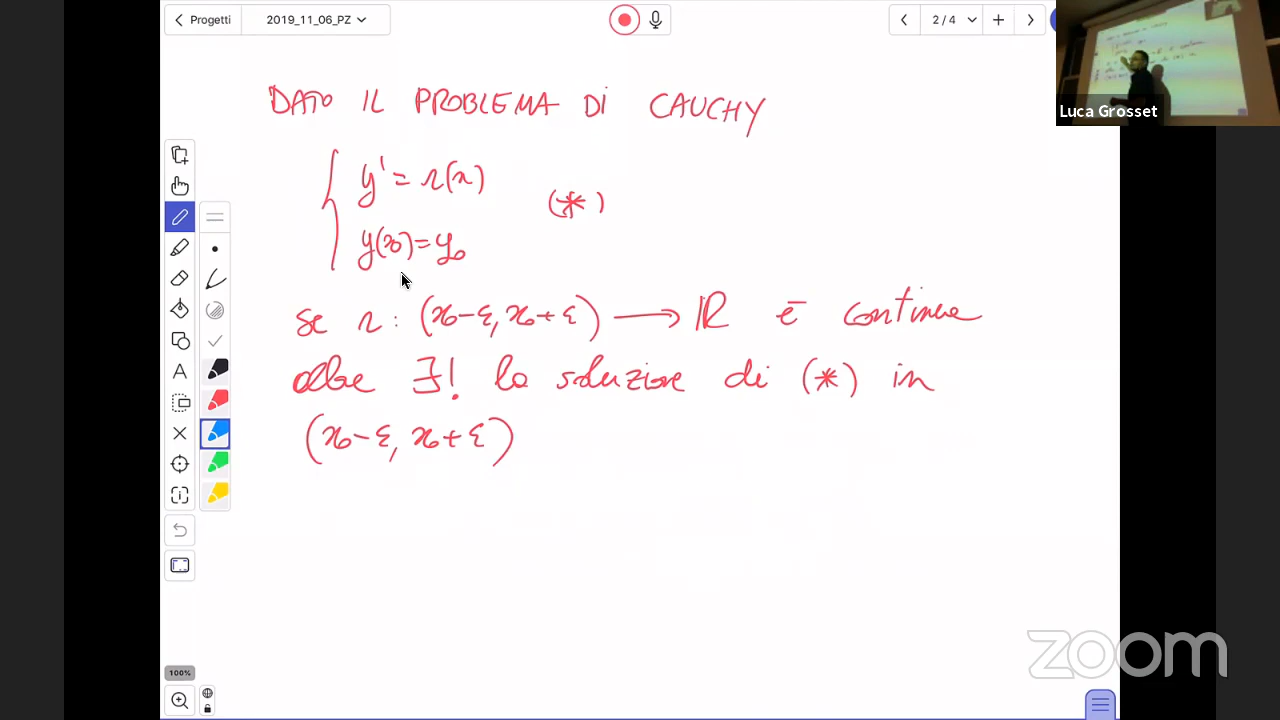 Progetti
2019_11_06_PZ
2 / 4
Luca Grosset
DATO IL PROBLEMA DI CAUCHY
y' = r(x)
(*)
y(x0) = y0
se r : (x0-ε, x0+ε) → ℝ è continua
allora ∃! la soluzione di (*) in
(x0-ε, x0+ε)
A
100%
zoom